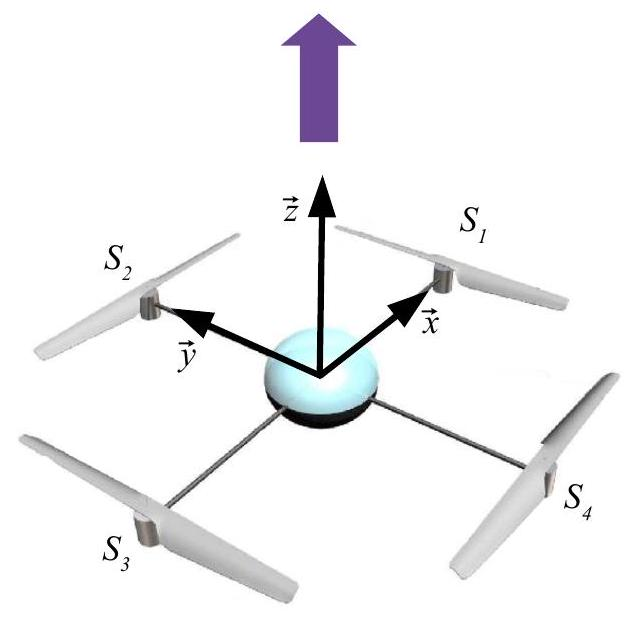 S₁
z⃗
S₂
x⃗
y⃗
S₄
S₃